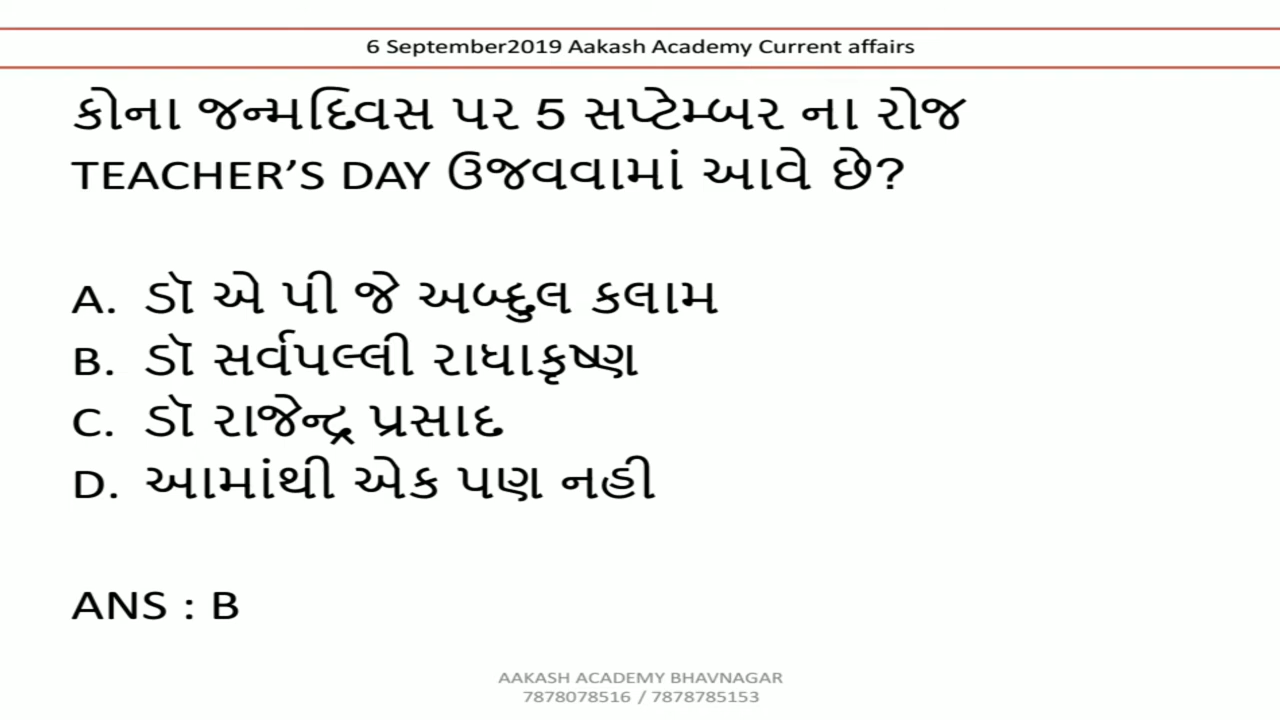 6 September2019 Aakash Academy Current affairs
કોના જન્મદિવસ પર 5 સપ્ટેમ્બર ના રોજ
TEACHER’S DAY ઉજવવામાં આવે છે?
A. ડૉ એ પી જે અબ્દુલ કલામ
B. ડૉ સર્વપલ્લી રાધાકૃષ્ણ
C. ડૉ રાજેન્દ્ર પ્રસાદ
D. આમાંથી એક પણ નહી
ANS : B
AAKASH ACADEMY BHAVNAGAR
7878078516 / 7878785153